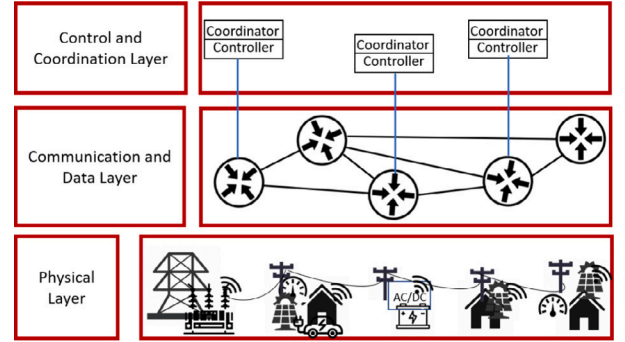 Control and
Coordination Layer
Coordinator
Controller
Coordinator
Controller
Coordinator
Controller
Communication and
Data Layer
Physical
Layer
AC/DC